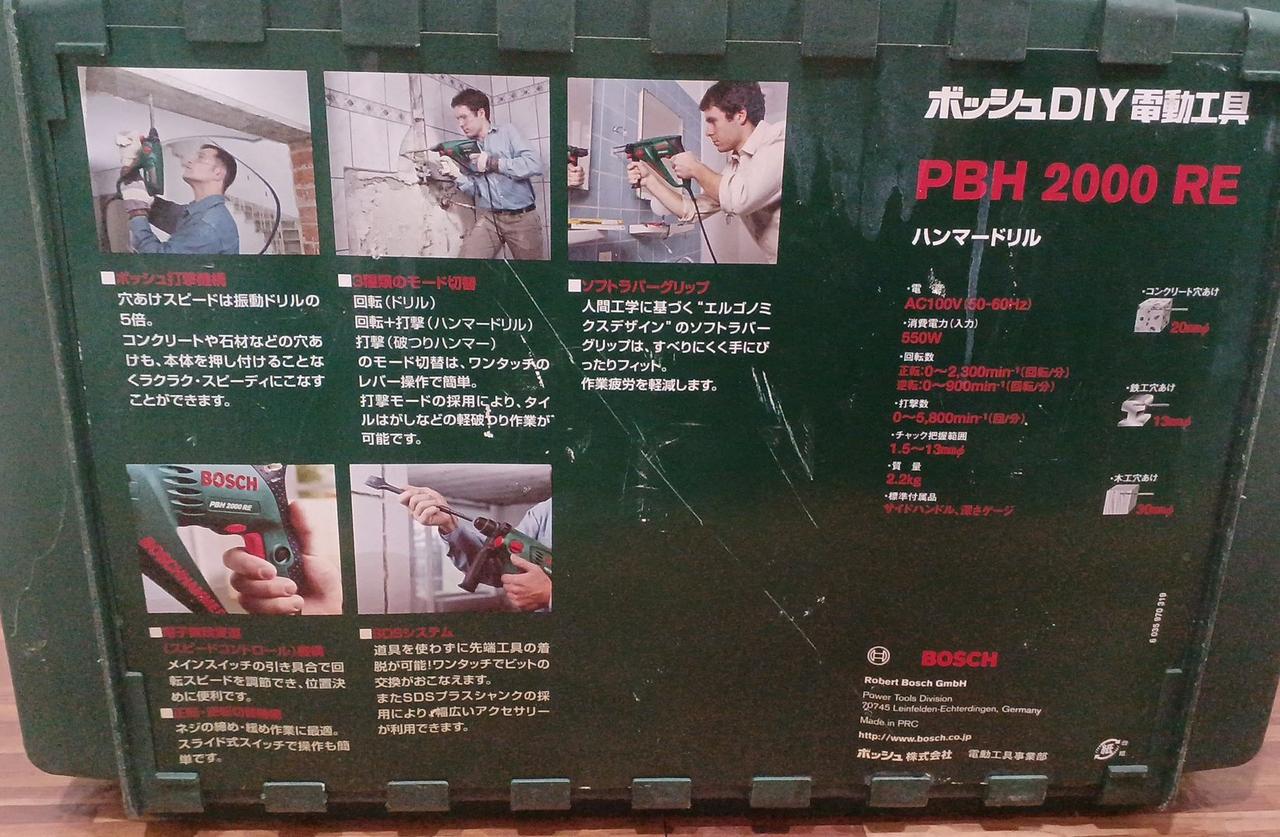 ボッシュDIY電動工具
PBH 2000 RE
ハンマードリル
■ボッシュ打撃機構
穴あけスピードは振動ドリルの
5倍。
コンクリートや石材などの穴あ
けも、本体を押し付けることな
くラクラク・スピーディにこなす
ことができます。
■3種類のモード切替
回転(ドリル)
回転+打撃(ハンマードリル)
打撃(破つりハンマー)
のモード切替は、ワンタッチの
レバー操作で簡単。
打撃モードの採用により、タイ
ルはがしなどの軽破つり作業が
可能です。
■ソフトラバーグリップ
人間工学に基づく“エルゴノミ
クスデザイン”のソフトラバー
グリップは、すべりにくく手にぴ
ったりフィット。
作業疲労を軽減します。
BOSCH
PBH 2000 RE
■電子無段変速
(スピードコントロール)機構
メインスイッチの引き具合で回
転スピードを調節でき、位置決
めに便利です。
■正転・逆転切替機構
ネジの締め・緩め作業に最適。
スライド式スイッチで操作も簡
単です。
■SDSシステム
道具を使わずに先端工具の着
脱が可能!ワンタッチでビットの
交換がおこなえます。
またSDSプラスシャンクの採
用により、幅広いアクセサリー
が利用できます。
・電
AC100V(50-60Hz)
・消費電力(入力)
550W
・回転数
正転:0〜2,300min⁻¹(回転/分)
逆転:0〜900min⁻¹(回転/分)
・打撃数
0〜5,800min⁻¹(回/分)
・チャック把握範囲
1.5〜13mmφ
・質 量
2.2kg
・標準付属品
サイドハンドル、深さゲージ
・コンクリート穴あけ
20mmφ
・鉄工穴あけ
13mmφ
・木工穴あけ
30mmφ
6 035 970 319
BOSCH
Robert Bosch GmbH
Power Tools Division
70745 Leinfelden-Echterdingen, Germany
Made in PRC
http://www.bosch.co.jp
ボッシュ株式会社 電動工具事業部
紙